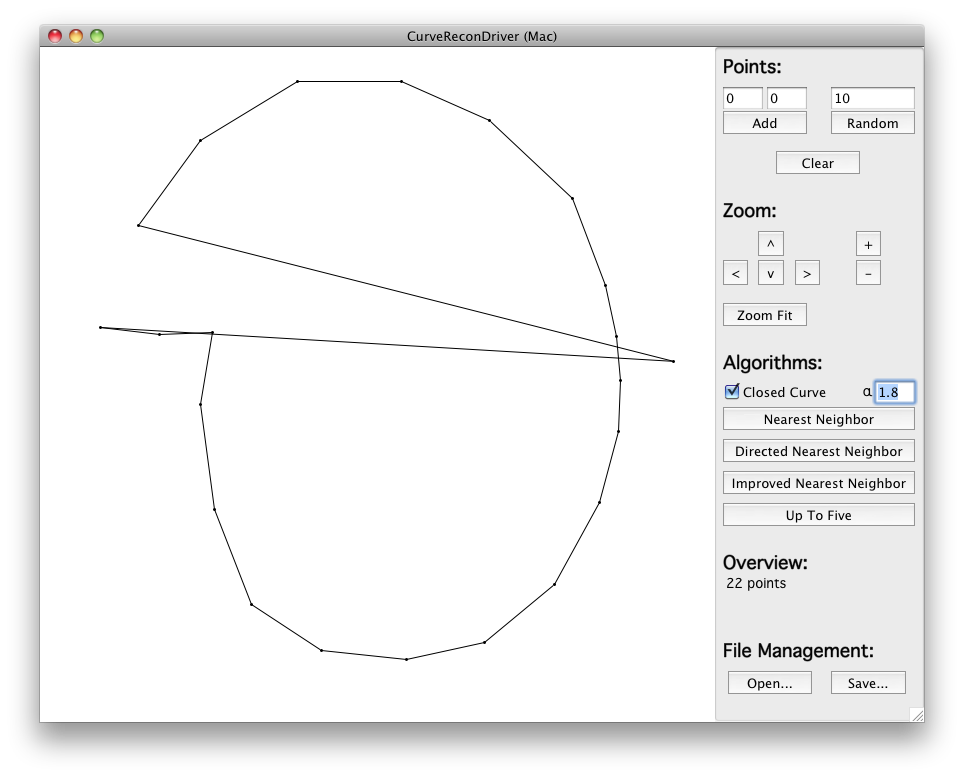 CurveReconDriver (Mac)
Points:
0 0 10
Add Random
Clear
Zoom:
^ +
< v > -
Zoom Fit
Algorithms:
Closed Curve α 1.8
Nearest Neighbor
Directed Nearest Neighbor
Improved Nearest Neighbor
Up To Five
Overview:
22 points
File Management:
Open... Save...